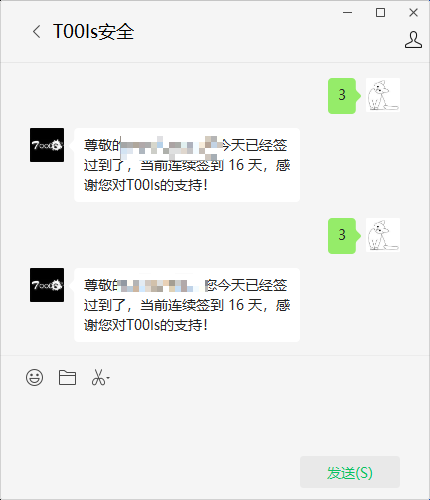 T00ls安全
3
尊敬的 今天已经签
过到了，当前连续签到 16 天，感
谢您对T00ls的支持！
3
尊敬的 您今天已经签
过到了，当前连续签到 16 天，感
谢您对T00ls的支持！
发送(S)